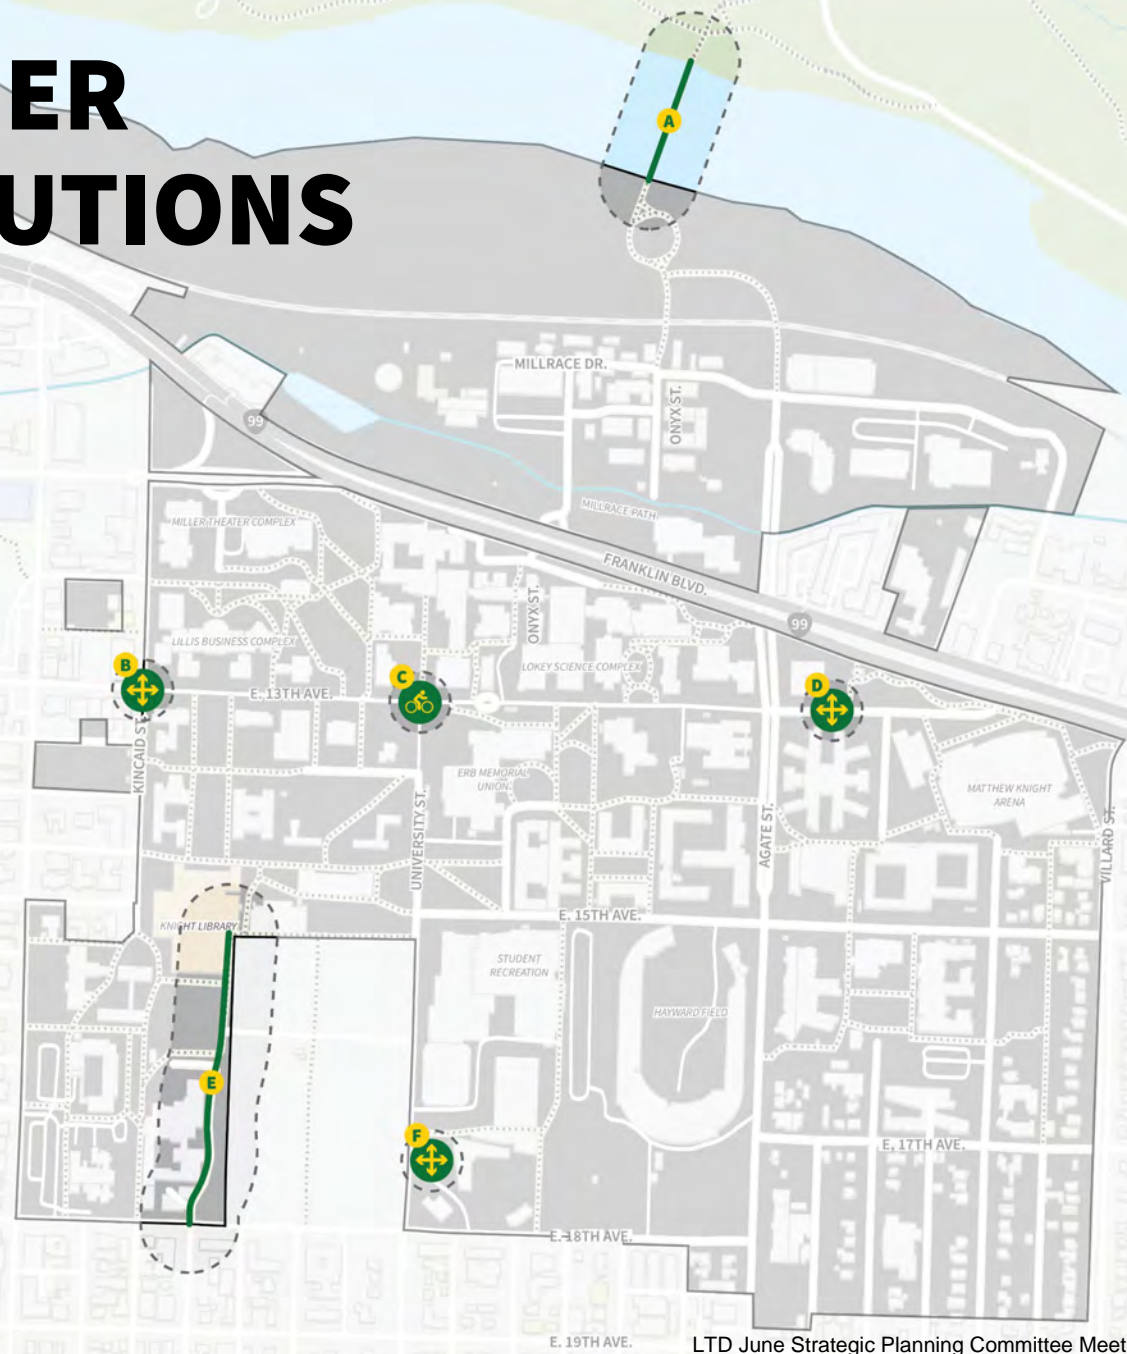 ER
UTIONS
A
MILLRACE DR.
ONYX ST.
99
MILLRACE PATH
MILLER THEATER COMPLEX
FRANKLIN BLVD.
ONYX ST.
99
LILLIS BUSINESS COMPLEX
LOKEY SCIENCE COMPLEX
B
C
D
E. 13TH AVE.
KINCAID ST
ERB MEMORIAL
UNION
MATTHEW KNIGHT
ARENA
UNIVERSITY ST.
AGATE ST.
VILLARD ST.
E. 15TH AVE.
KNIGHT LIBRARY
STUDENT
RECREATION
HAYWARD FIELD
E
F
E. 17TH AVE.
E. 18TH AVE.
E. 19TH AVE.
LTD June Strategic Planning Committee Meet